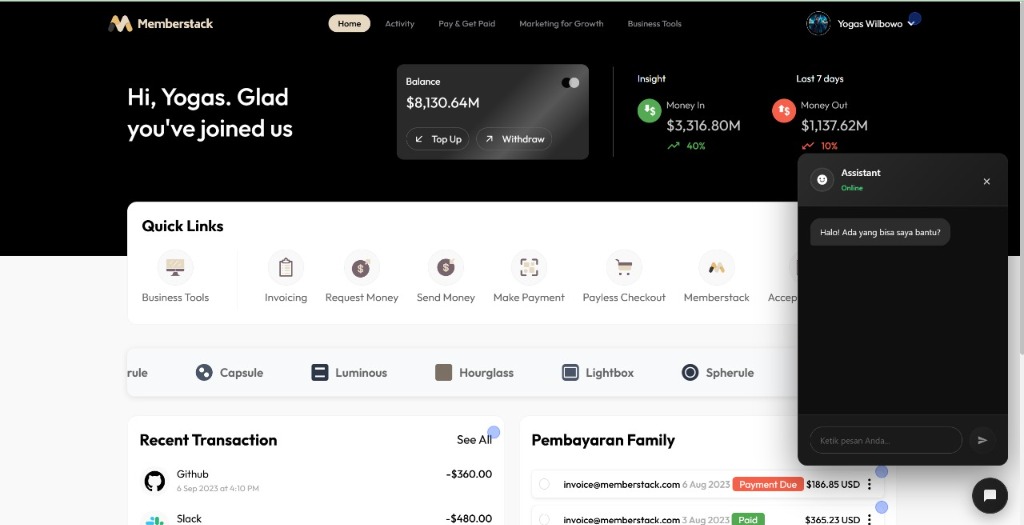 Memberstack
Home Activity Pay & Get Paid Marketing for Growth Business Tools
Yogas Wilbowo
Hi, Yogas. Glad
you've joined us
Balance
$8,130.64M
Top Up Withdraw
Insight Last 7 days
Money In Money Out
$3,316.80M $1,137.62M
40% 10%
Quick Links
Business Tools Invoicing Request Money Send Money Make Payment Payless Checkout Memberstack Accep
rule Capsule Luminous Hourglass Lightbox Spherule
Recent Transaction See All
Github -$360.00
6 Sep 2023 at 4:10 PM
Slack -$480.00
Pembayaran Family
invoice@memberstack.com 6 Aug 2023 Payment Due $186.85 USD
invoice@memberstack.com 3 Aug 2023 Paid $365.23 USD
Assistant
Online
Halo! Ada yang bisa saya bantu?
Ketik pesan Anda...